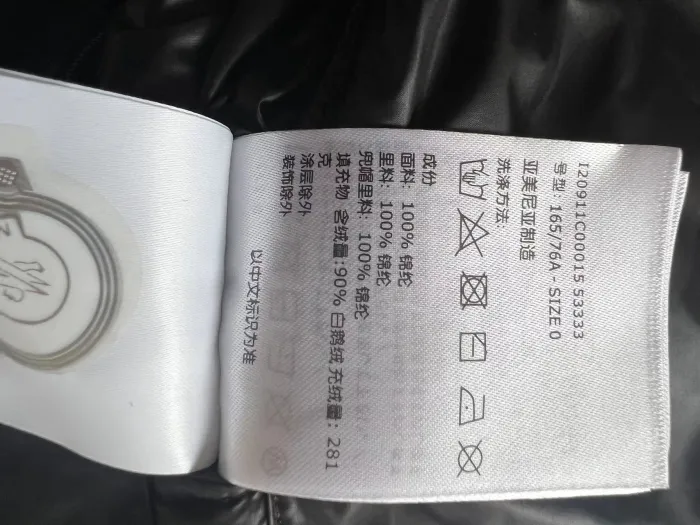 I20911C00015 53333
号型: 165/76A - SIZE 0
亚美尼亚制造
洗涤方法:
成份
面料: 100% 锦纶
里料: 100% 锦纶
兜帽里料: 100% 锦纶
填充物 含绒量:90% 白鹅绒 充绒量: 281
克
涂层除外
装饰除外
以中文标识为准